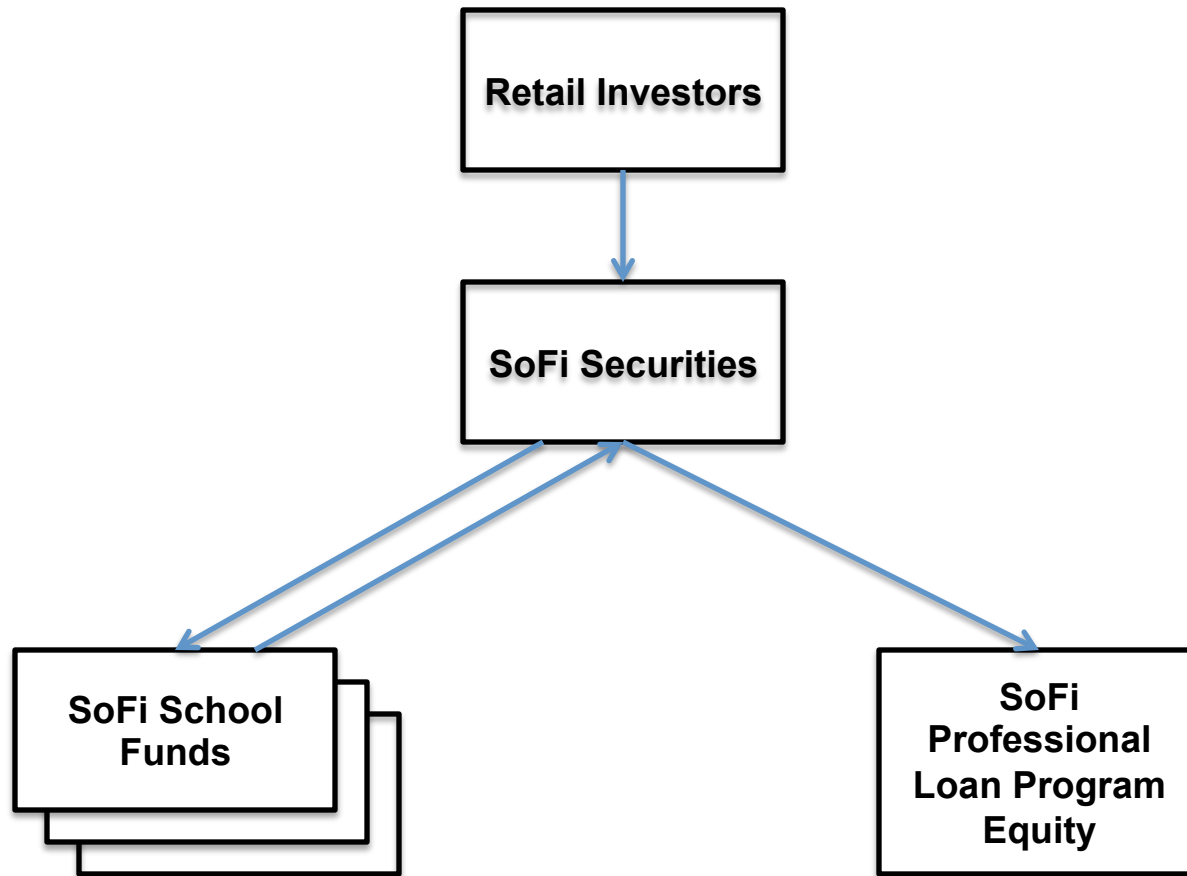 Retail Investors
SoFi Securities
SoFi School
Funds
SoFi
Professional
Loan Program
Equity